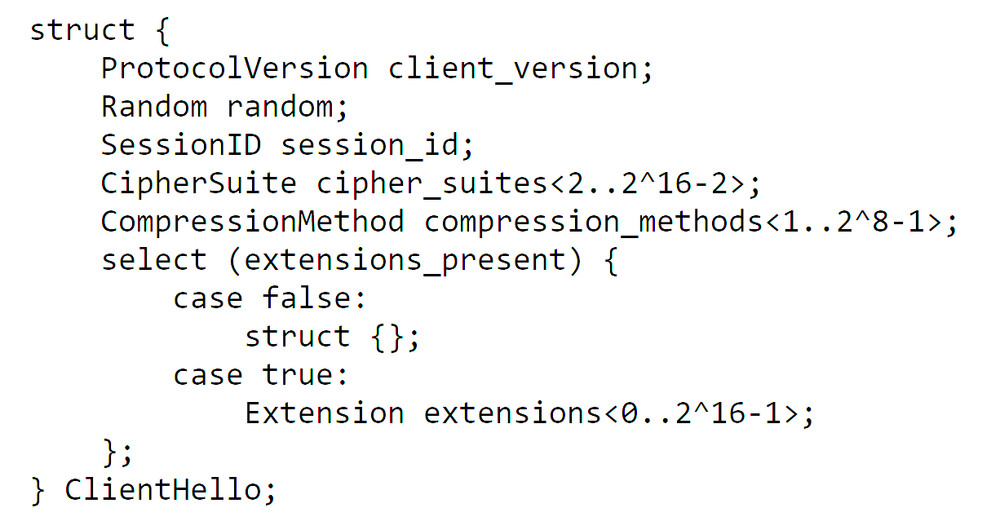 struct {
    ProtocolVersion client_version;
    Random random;
    SessionID session_id;
    CipherSuite cipher_suites<2..2^16-2>;
    CompressionMethod compression_methods<1..2^8-1>;
    select (extensions_present) {
        case false:
            struct {};
        case true:
            Extension extensions<0..2^16-1>;
    };
} ClientHello;